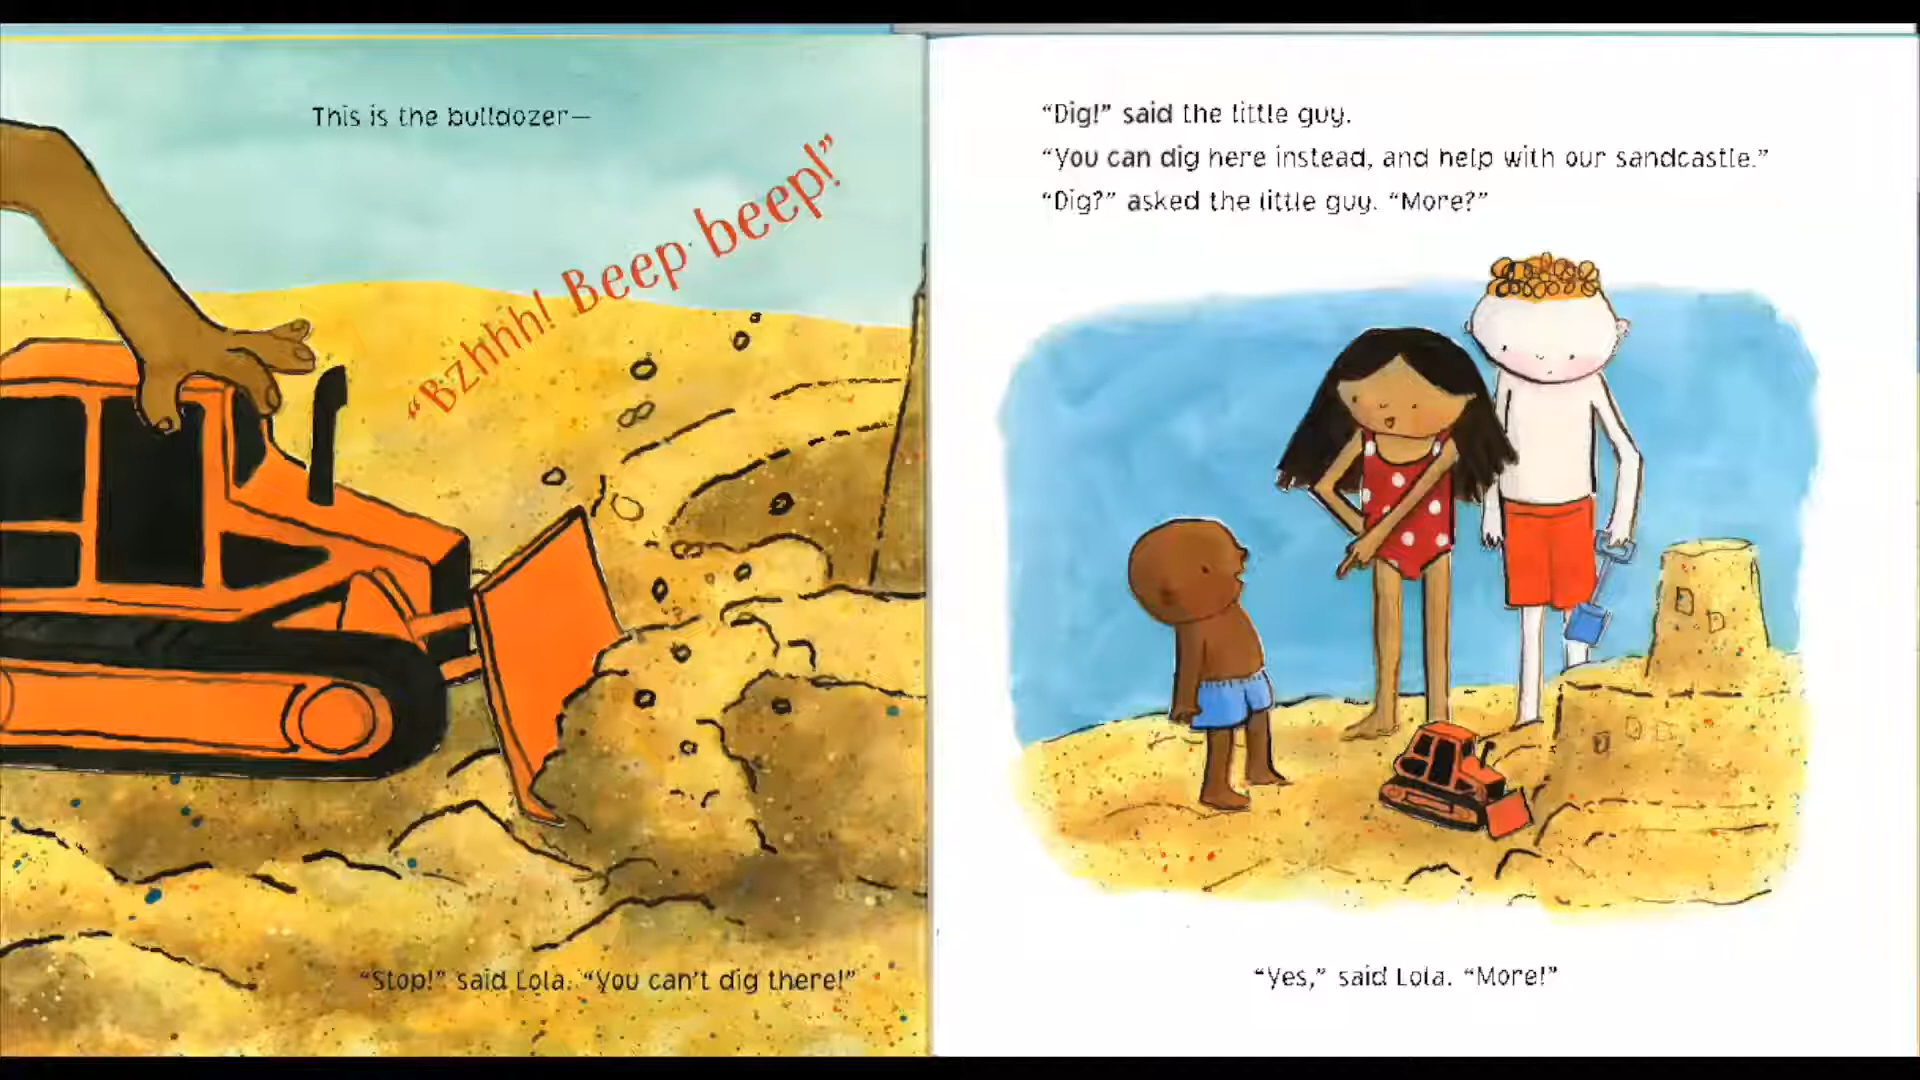 This is the bulldozer—
“Bzhhh! Beep beep!”
“Stop!” said Lola. “You can’t dig there!”
“Dig!” said the little guy.
“You can dig here instead, and help with our sandcastle.”
“Dig?” asked the little guy. “More?”
“Yes,” said Lola. “More!”